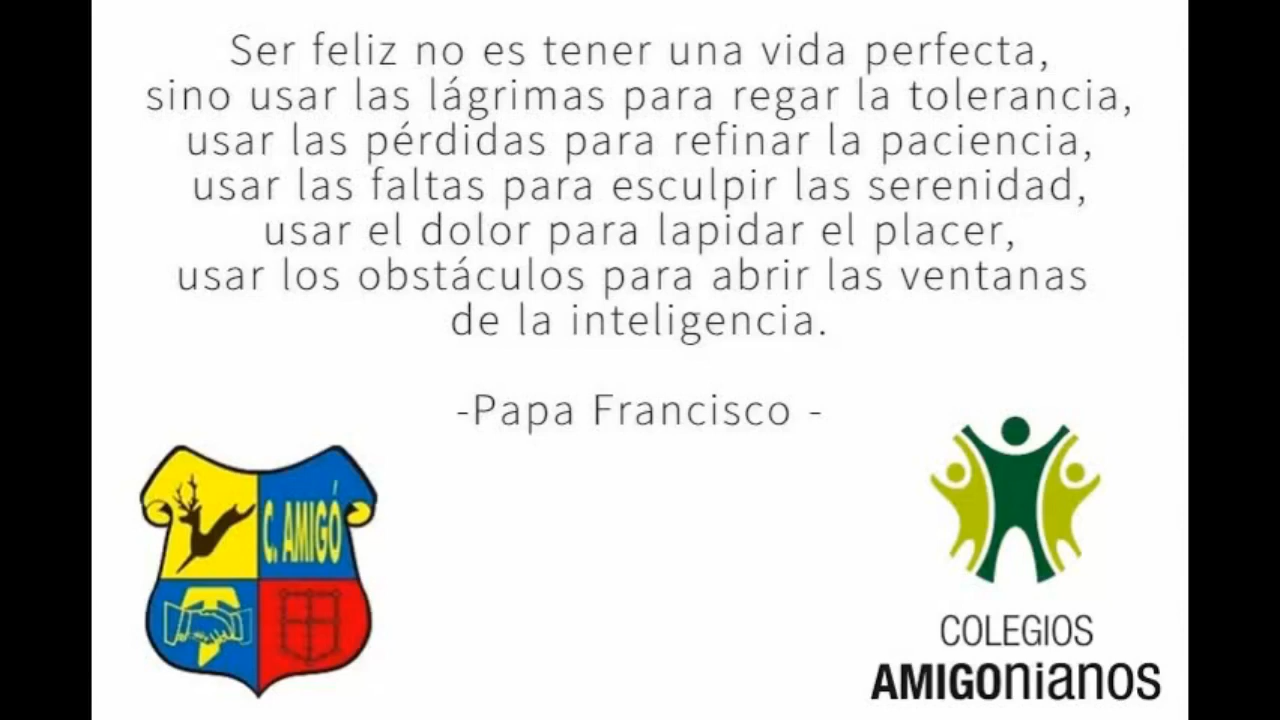 Ser feliz no es tener una vida perfecta,
sino usar las lágrimas para regar la tolerancia,
usar las pérdidas para refinar la paciencia,
usar las faltas para esculpir las serenidad,
usar el dolor para lapidar el placer,
usar los obstáculos para abrir las ventanas
de la inteligencia.
-Papa Francisco -
C. AMIGÓ
COLEGIOS
AMIGOnianos